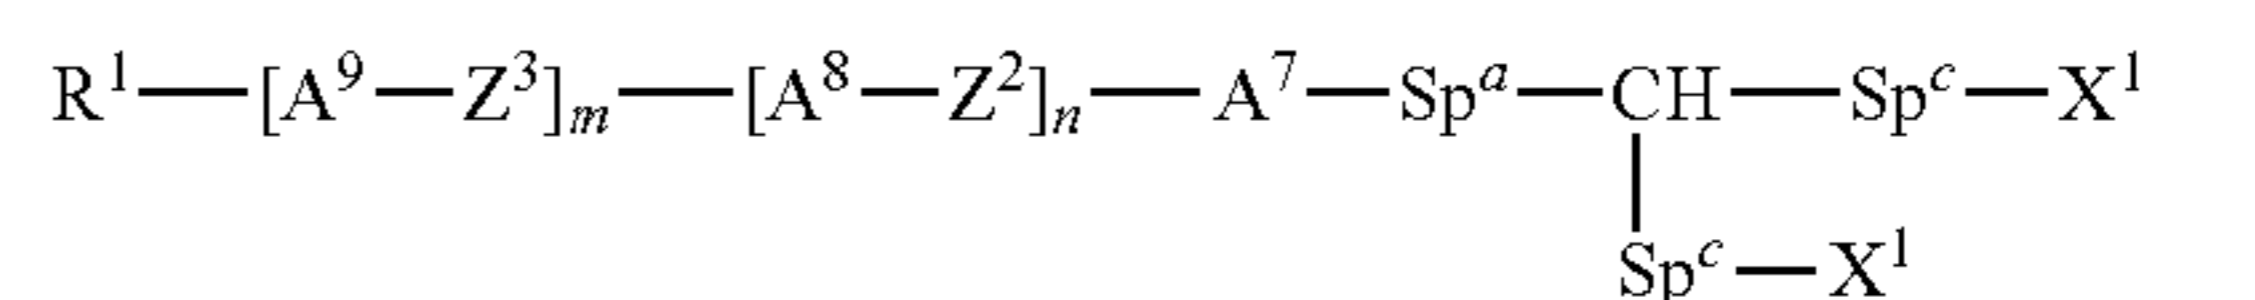 R¹—[A⁹—Z³]ₘ—[A⁸—Z²]ₙ—A⁷—Spᵃ—CH—Spᶜ—X¹
Spᶜ—X¹